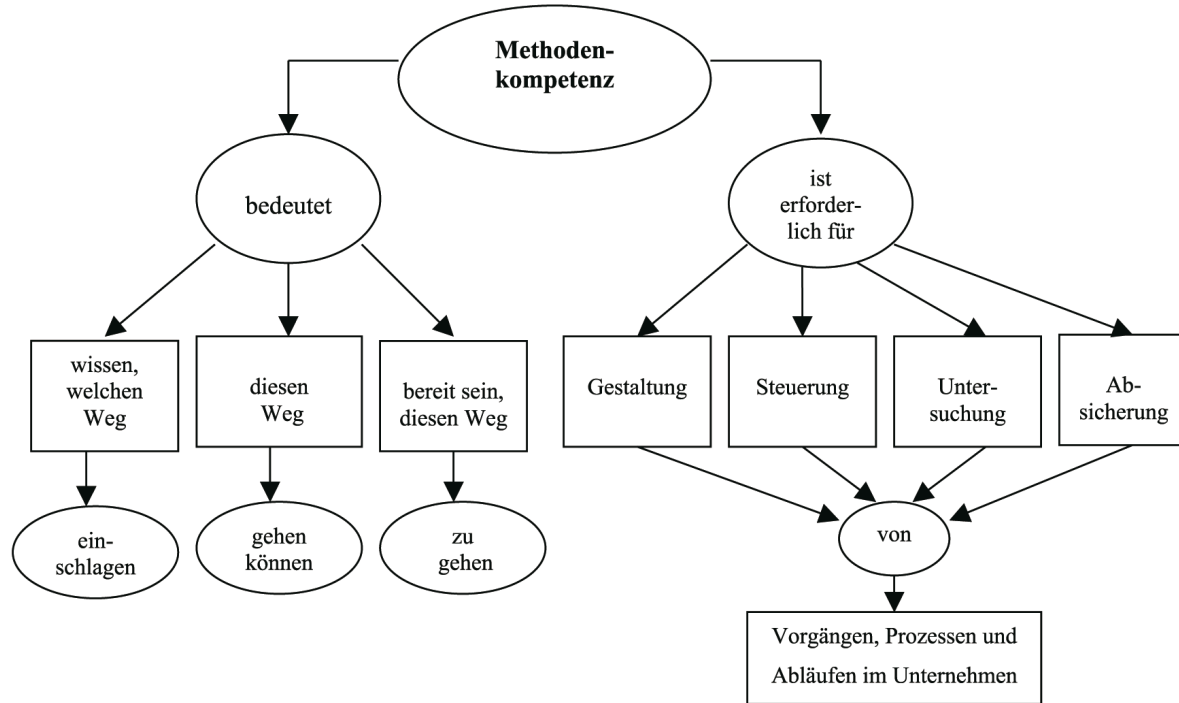 Methoden-
kompetenz
bedeutet
ist
erforder-
lich für
wissen,
welchen
Weg
diesen
Weg
bereit sein,
diesen Weg
Gestaltung
Steuerung
Unter-
suchung
Ab-
sicherung
ein-
schlagen
gehen
können
zu
gehen
von
Vorgängen, Prozessen und
Abläufen im Unternehmen